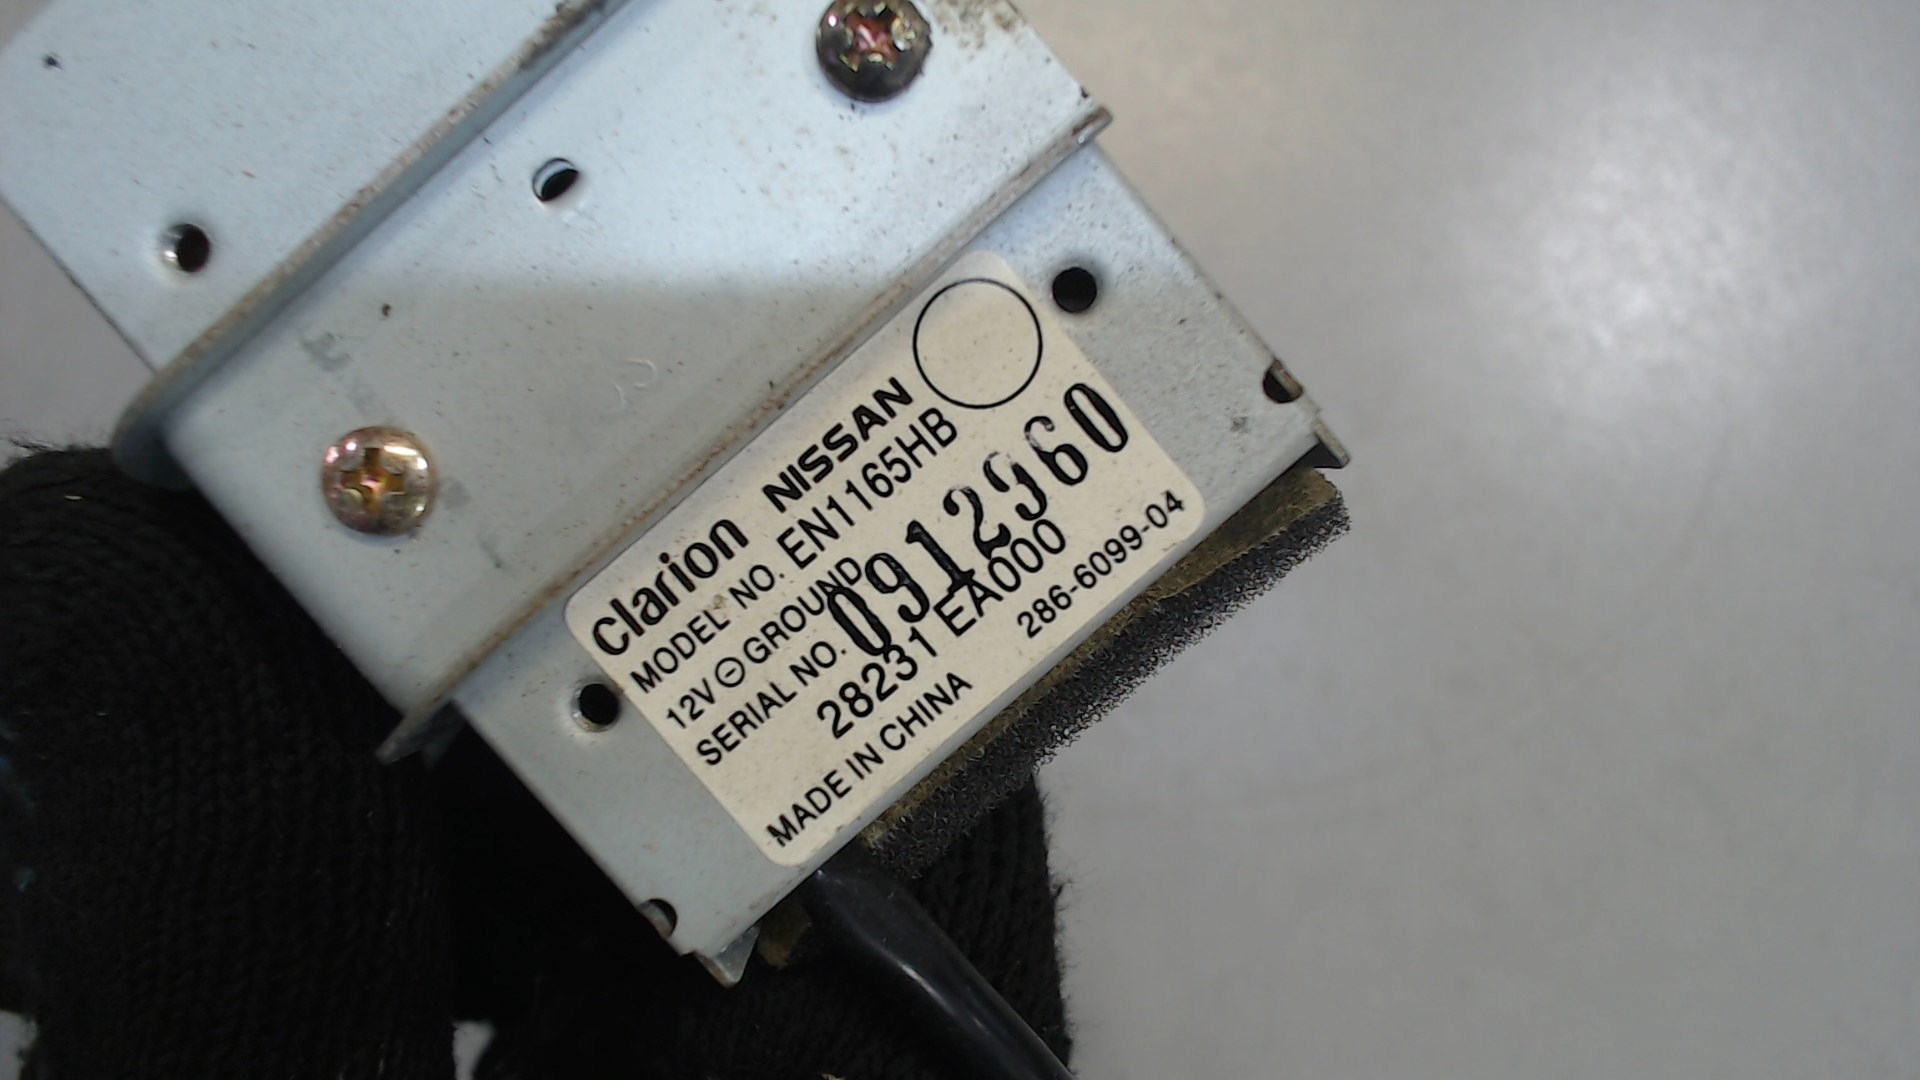 clarion NISSAN
MODEL NO. EN1165HB
12V ⊖ GROUND
SERIAL NO. 0912960
28231 EA000
286-6099-04
MADE IN CHINA